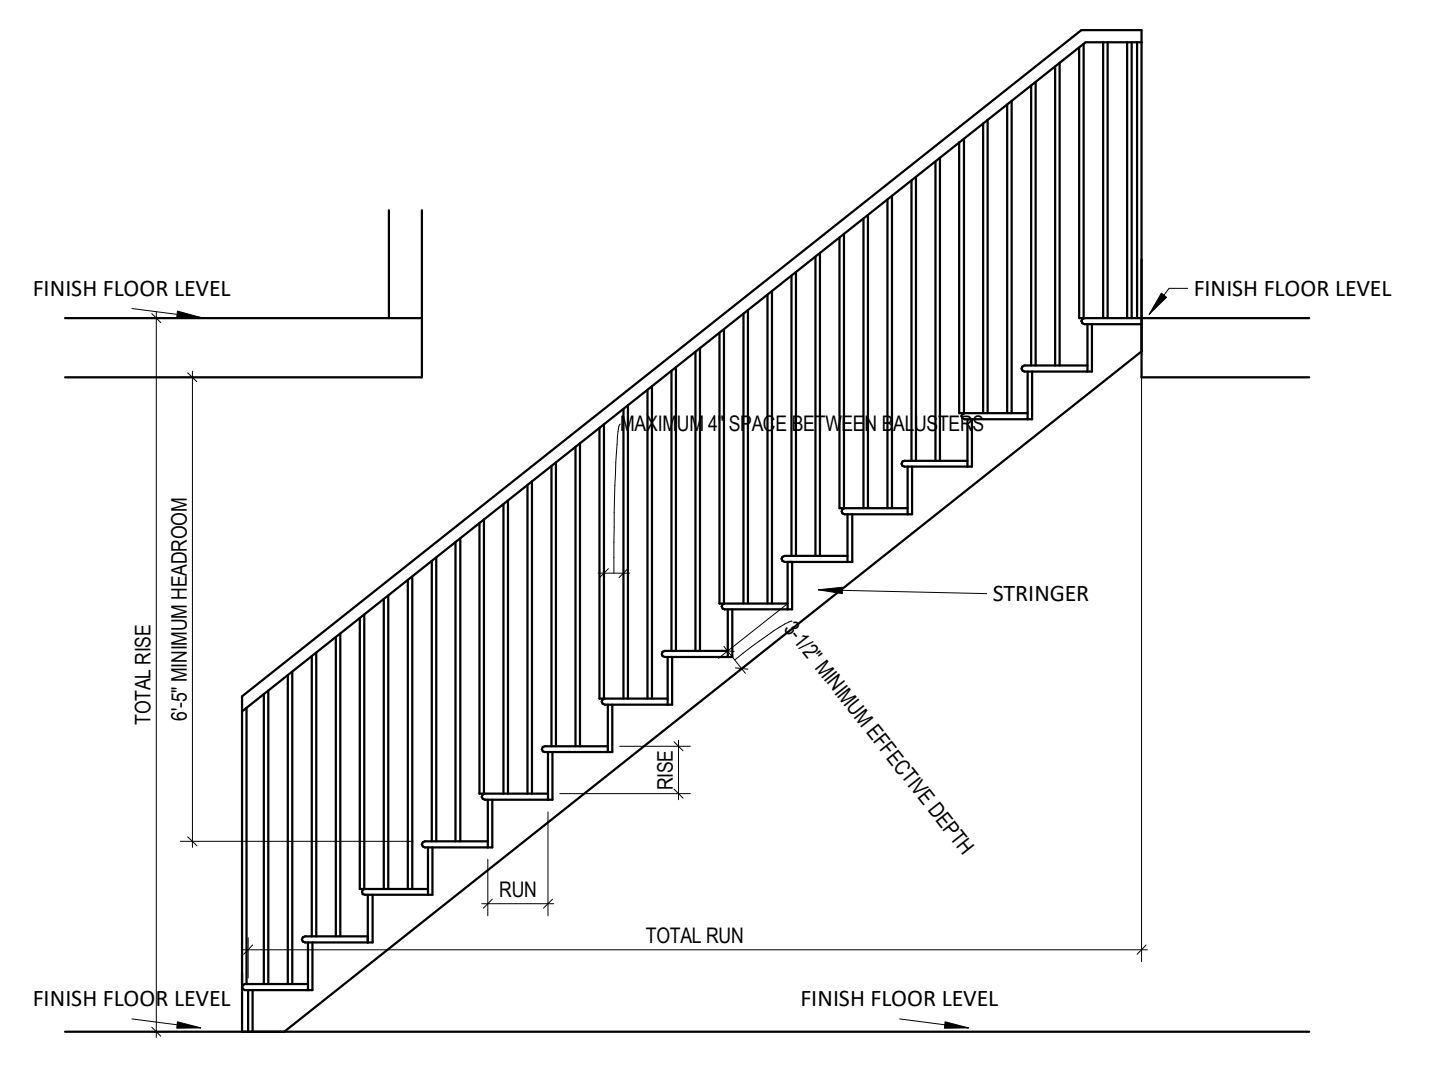 FINISH FLOOR LEVEL
FINISH FLOOR LEVEL
MAXIMUM 4" SPACE BETWEEN BALUSTERS
6'-5" MINIMUM HEADROOM
TOTAL RISE
STRINGER
3-1/2" MINIMUM EFFECTIVE DEPTH
RISE
RUN
TOTAL RUN
FINISH FLOOR LEVEL
FINISH FLOOR LEVEL